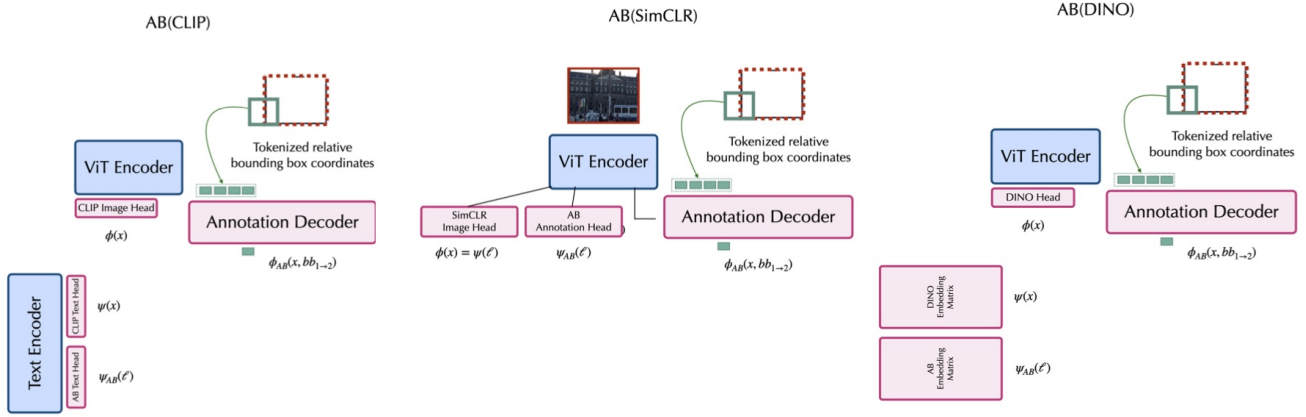 AB(CLIP)
ViT Encoder
CLIP Image Head
ϕ(x)
Tokenized relative
bounding box coordinates
Annotation Decoder
ϕ_AB(x, bb_1→2)
Text Encoder
CLIP Text Head
ψ(x)
AB Text Head
ψ_AB(ℓ)
AB(SimCLR)
ViT Encoder
SimCLR
Image Head
ϕ(x) = ψ(ℓ)
AB
Annotation Head
)
ψ_AB(ℓ)
Tokenized relative
bounding box coordinates
Annotation Decoder
ϕ_AB(x, bb_1→2)
AB(DINO)
ViT Encoder
DINO Head
ϕ(x)
Tokenized relative
bounding box coordinates
Annotation Decoder
ϕ_AB(x, bb_1→2)
DINO
Embedding
Matrix
ψ(x)
AB
Embedding
Matrix
ψ_AB(ℓ)